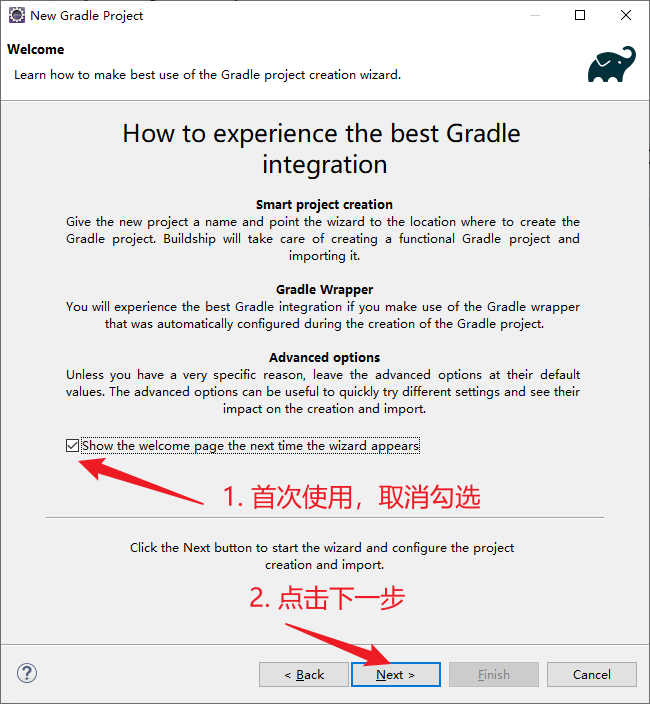 New Gradle Project
Welcome
Learn how to make best use of the Gradle project creation wizard.
How to experience the best Gradle
integration
Smart project creation
Give the new project a name and point the wizard to the location where to create the
Gradle project. Buildship will take care of creating a functional Gradle project and
importing it.
Gradle Wrapper
You will experience the best Gradle integration if you make use of the Gradle wrapper
that was automatically configured during the creation of the Gradle project.
Advanced options
Unless you have a very specific reason, leave the advanced options at their default
values. The advanced options can be useful to quickly try different settings and see their
impact on the creation and import.
Show the welcome page the next time the wizard appears
1. 首次使用，取消勾选
Click the Next button to start the wizard and configure the project
creation and import.
2. 点击下一步
?
< Back
Next >
Finish
Cancel